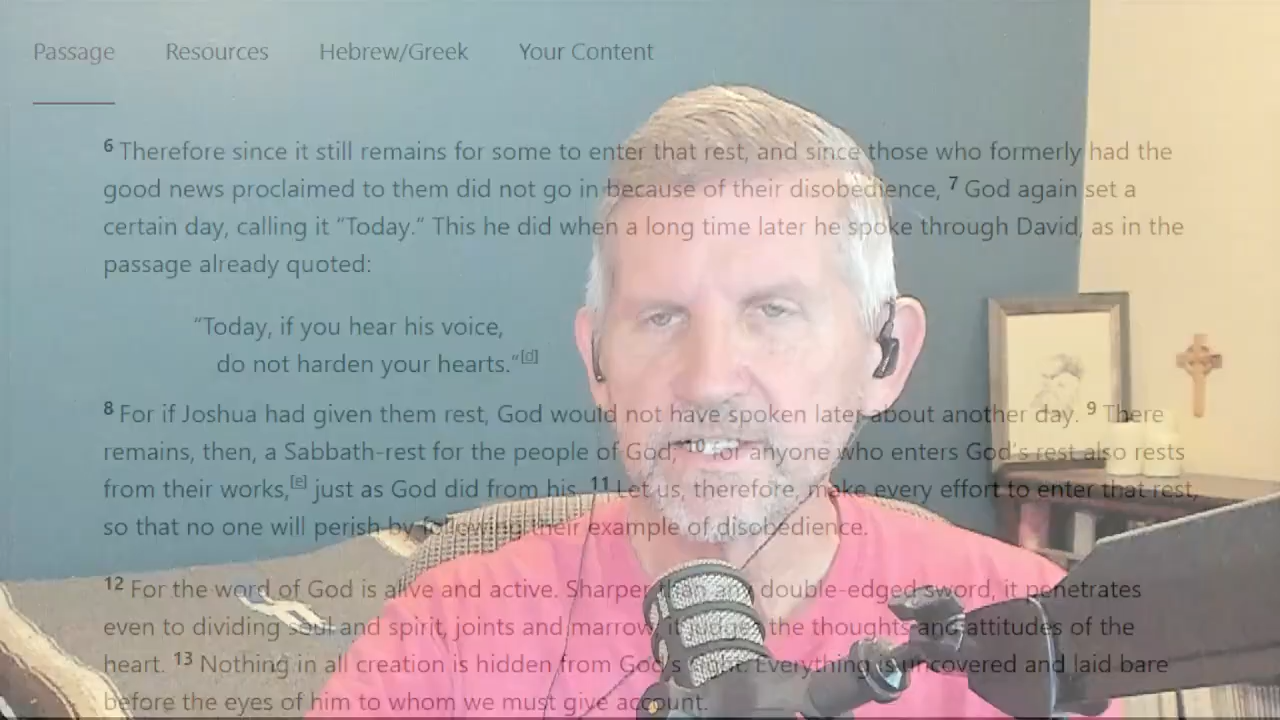 Passage Resources Hebrew/Greek Your Content
6 Therefore since it still remains for some to enter that rest, and since those who formerly had the
good news proclaimed to them did not go in because of their disobedience, 7 God again set a
certain day, calling it “Today.” This he did when a long time later he spoke through David, as in the
passage already quoted:
“Today, if you hear his voice,
do not harden your hearts.”[d]
8 For if Joshua had given them rest, God would not have spoken later about another day. 9 There
remains, then, a Sabbath-rest for the people of God; 10 for anyone who enters God's rest also rests
from their works,[e] just as God did from his. 11 Let us, therefore, make every effort to enter that rest,
so that no one will perish by following their example of disobedience.
12 For the word of God is alive and active. Sharper than any double-edged sword, it penetrates
even to dividing soul and spirit, joints and marrow; it the thoughts and attitudes of the
heart. 13 Nothing in all creation is hidden from God's Everything is uncovered and laid bare
before the eyes of him to whom we must give account.